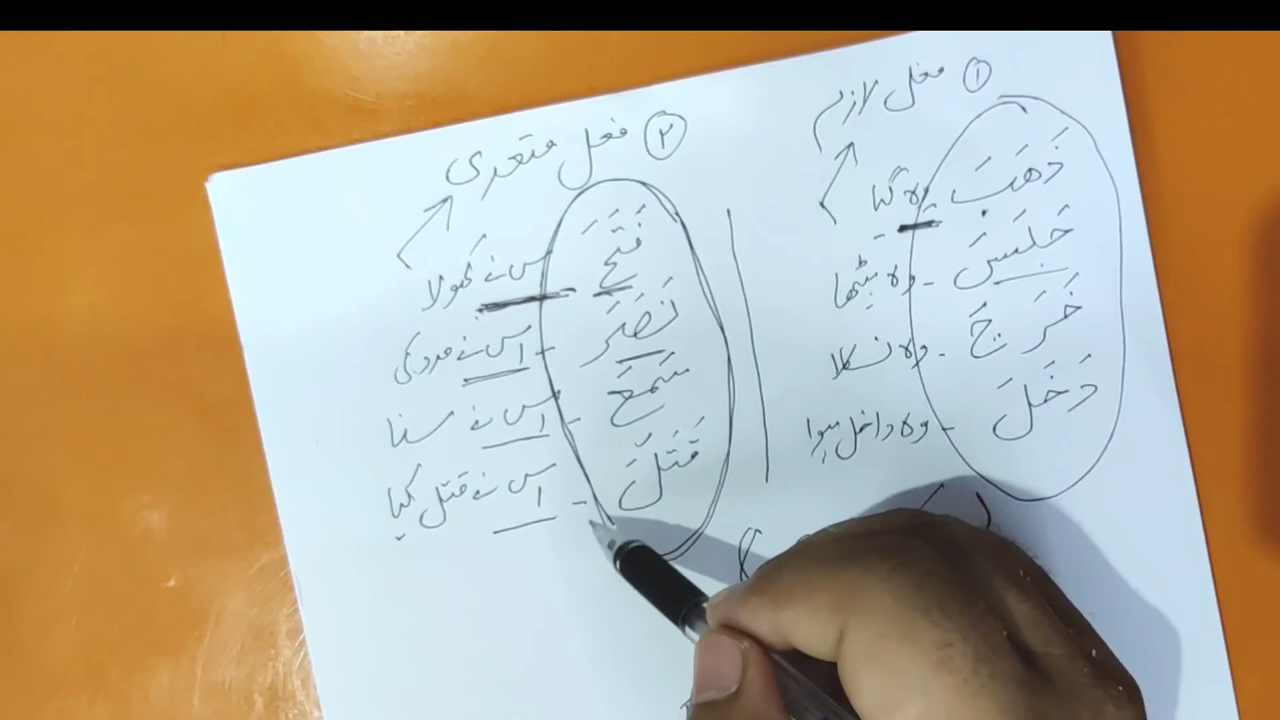 ① فعل لازم
ذَهَبَ وہ گیا
جَلَسَ - وہ بیٹھا
خَرَجَ - وہ نکلا
دَخَلَ - وہ داخل ہوا
② فعل متعدی
فَتَحَ - اس نے کھولا
نَصَرَ - اس نے مدد کی
سَمِعَ - اس نے سنا
قَتَلَ - اس نے قتل کیا